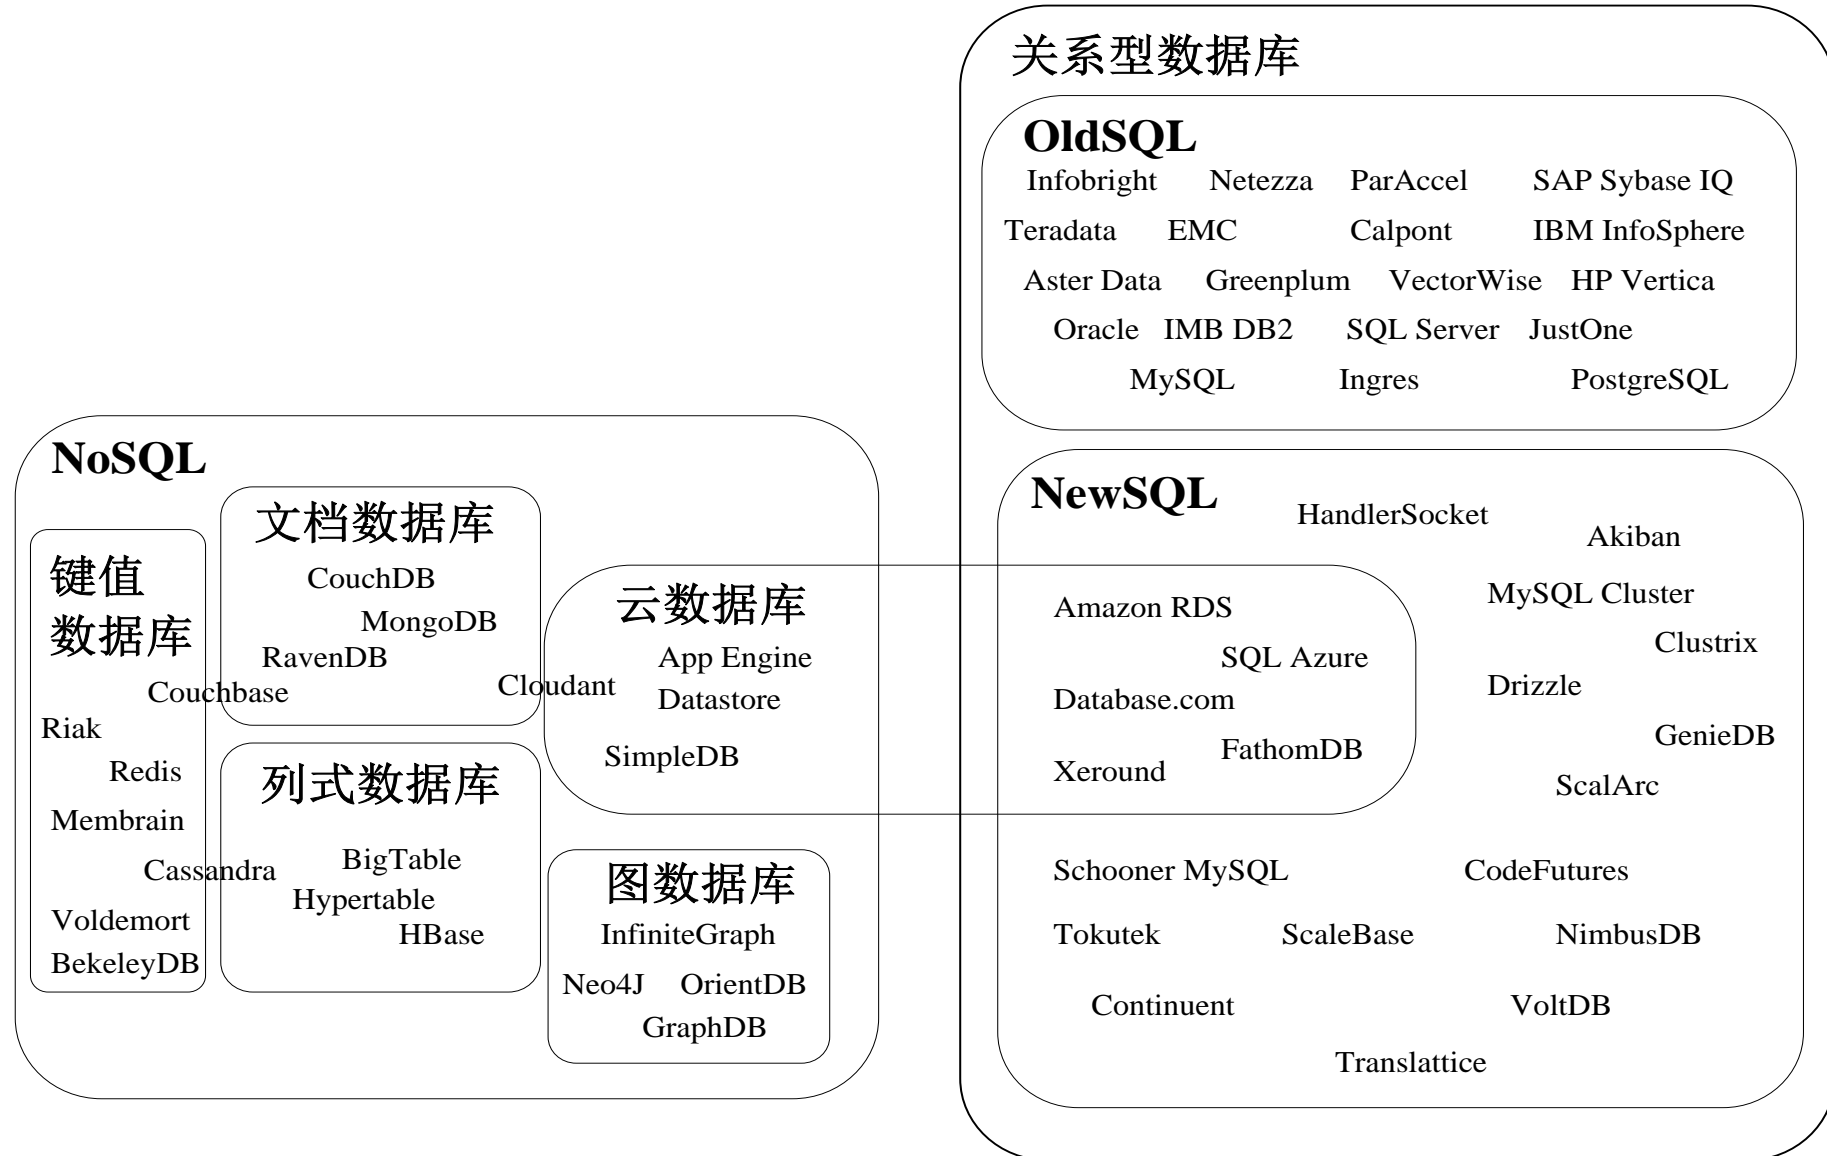 关系型数据库
OldSQL
Infobright Netezza ParAccel SAP Sybase IQ
Teradata EMC Calpont IBM InfoSphere
Aster Data Greenplum VectorWise HP Vertica
Oracle IMB DB2 SQL Server JustOne
MySQL Ingres PostgreSQL
NoSQL
键值
数据库
Couchbase
Riak
Redis
Membrain
Cassandra
Voldemort
BekeleyDB
文档数据库
CouchDB
MongoDB
RavenDB
Cloudant
列式数据库
BigTable
Hypertable
HBase
云数据库
App Engine
Datastore
SimpleDB
图数据库
InfiniteGraph
Neo4J OrientDB
GraphDB
NewSQL
HandlerSocket
Akiban
Amazon RDS
MySQL Cluster
SQL Azure
Clustrix
Database.com
Drizzle
FathomDB
GenieDB
Xeround
ScalArc
Schooner MySQL CodeFutures
Tokutek ScaleBase NimbusDB
Continuent VoltDB
Translattice